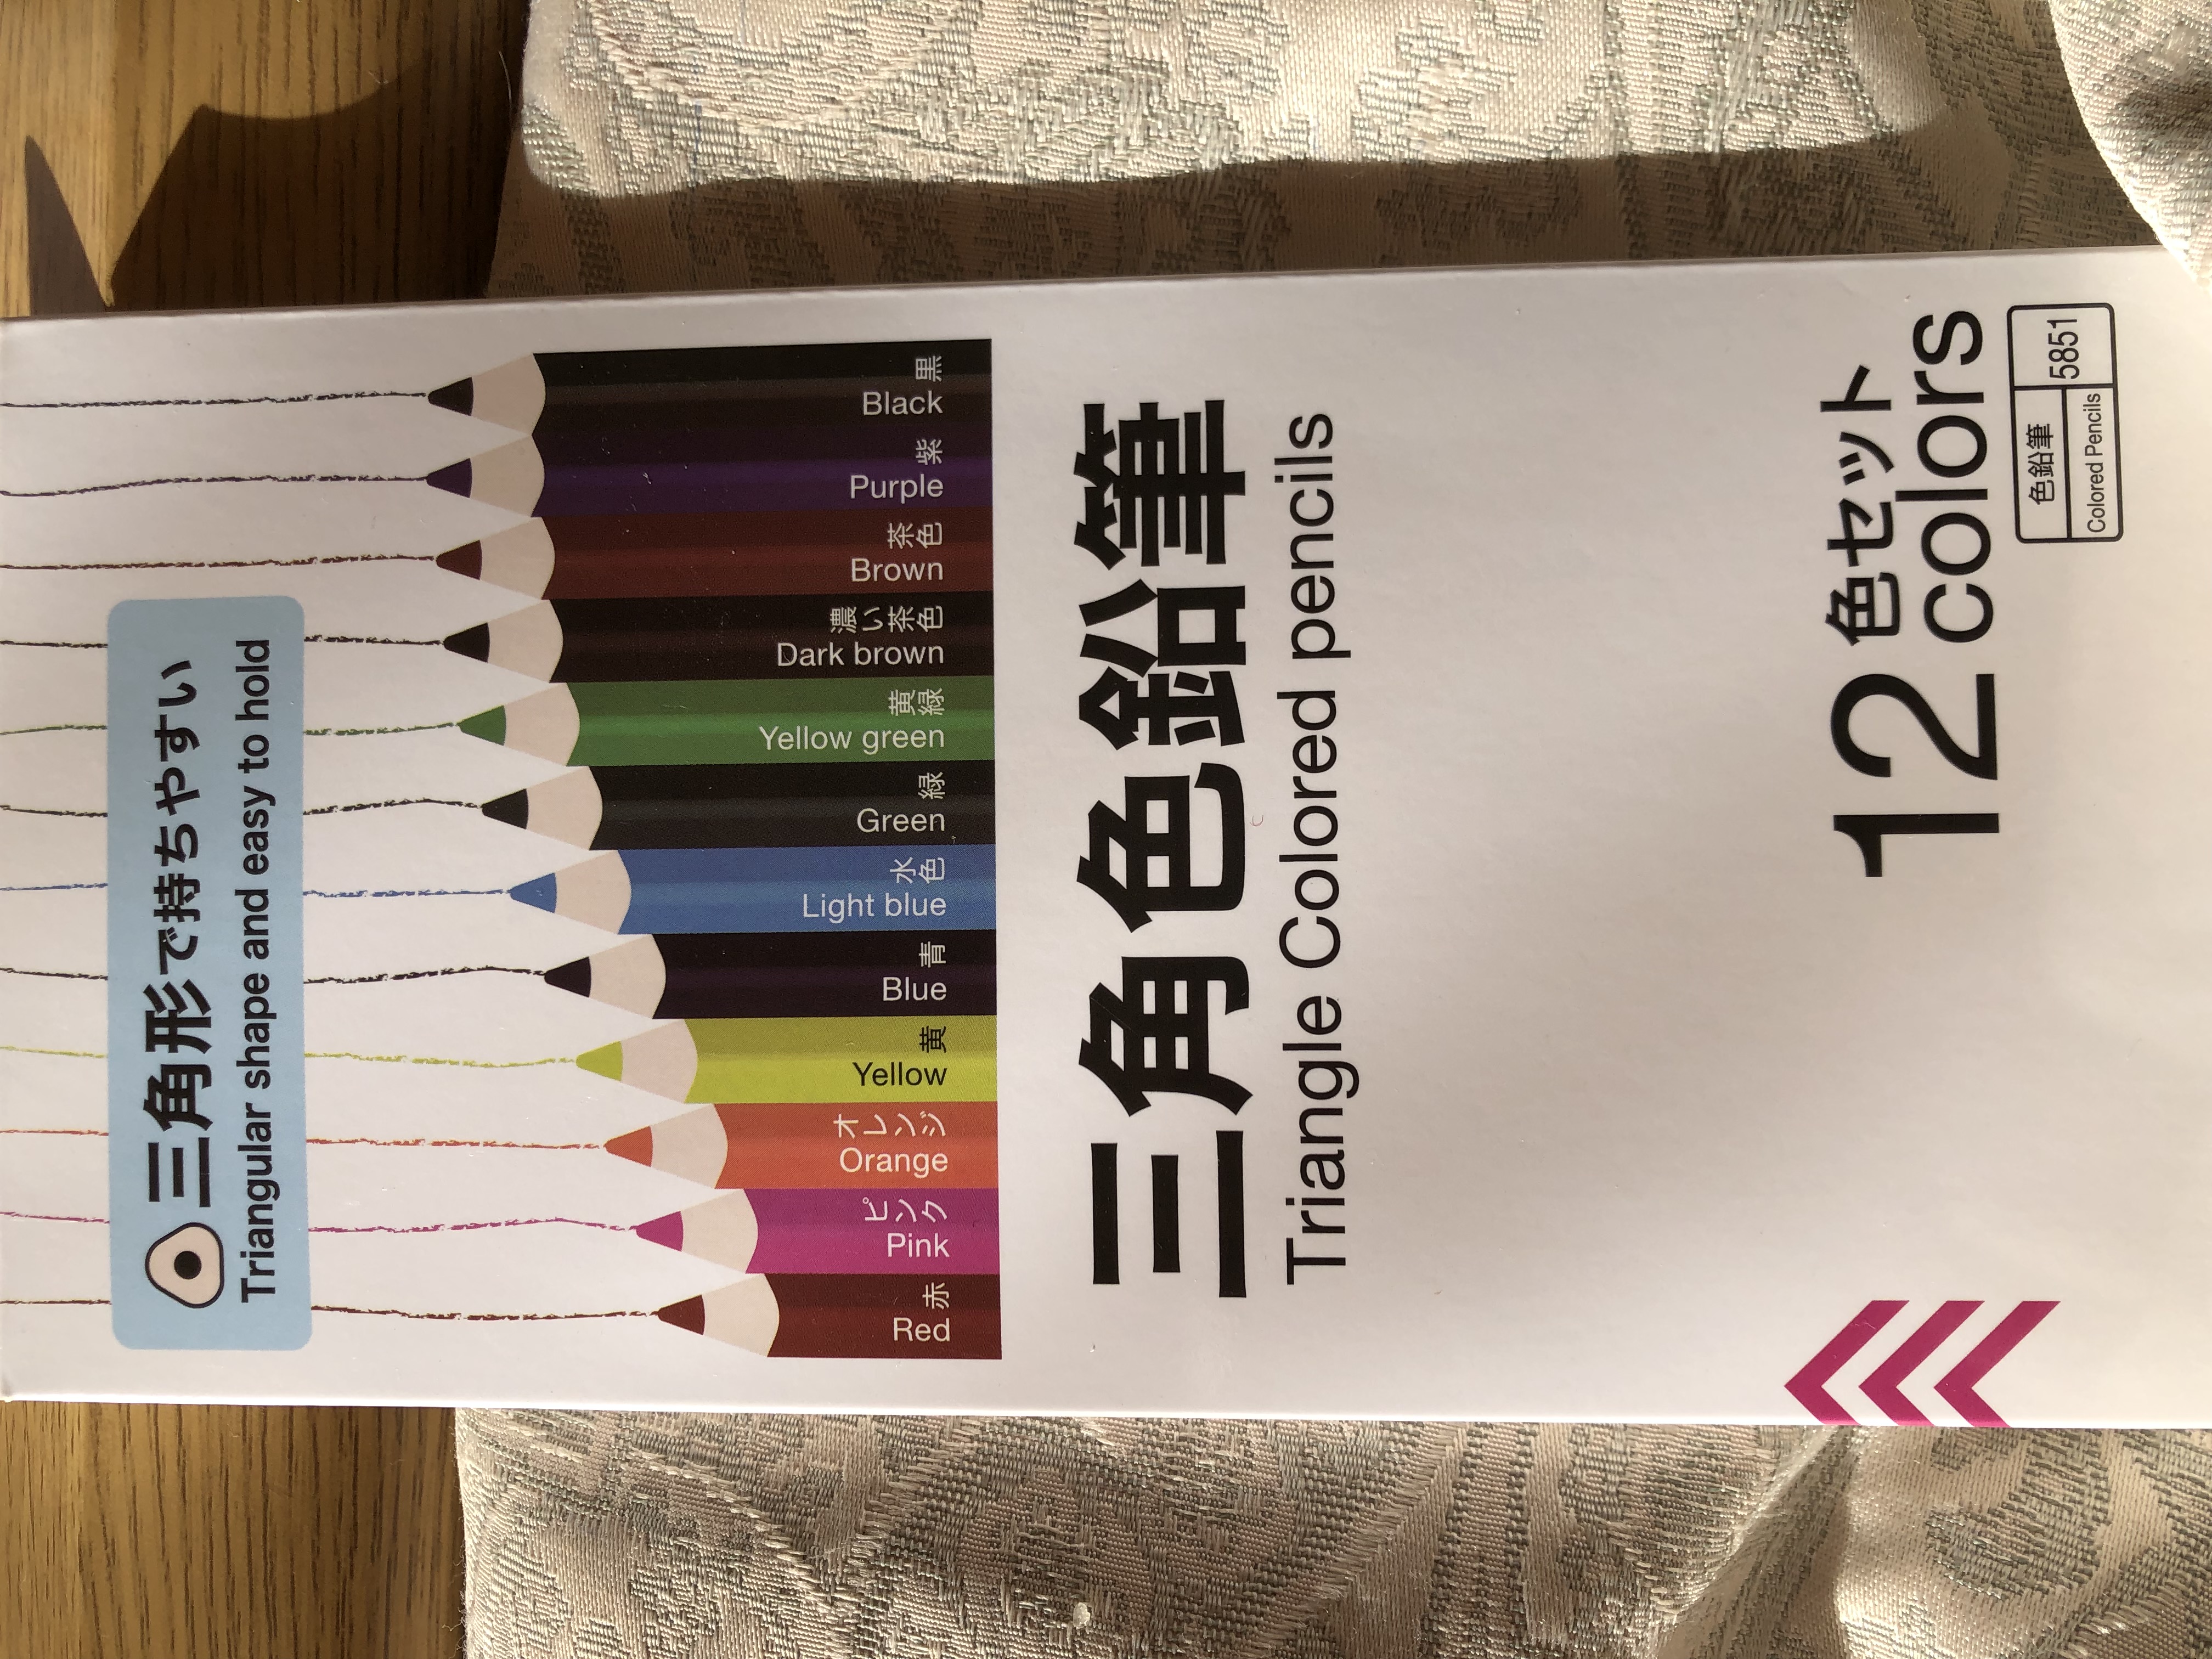 三角形で持ちやすい
Triangular shape and easy to hold
赤
Red
ピンク
Pink
オレンジ
Orange
黄
Yellow
青
Blue
水色
Light blue
緑
Green
黄緑
Yellow green
濃い茶色
Dark brown
茶色
Brown
紫
Purple
黒
Black
三角色鉛筆
Triangle Colored pencils
12色セット
colors
色鉛筆
Colored Pencils
5851